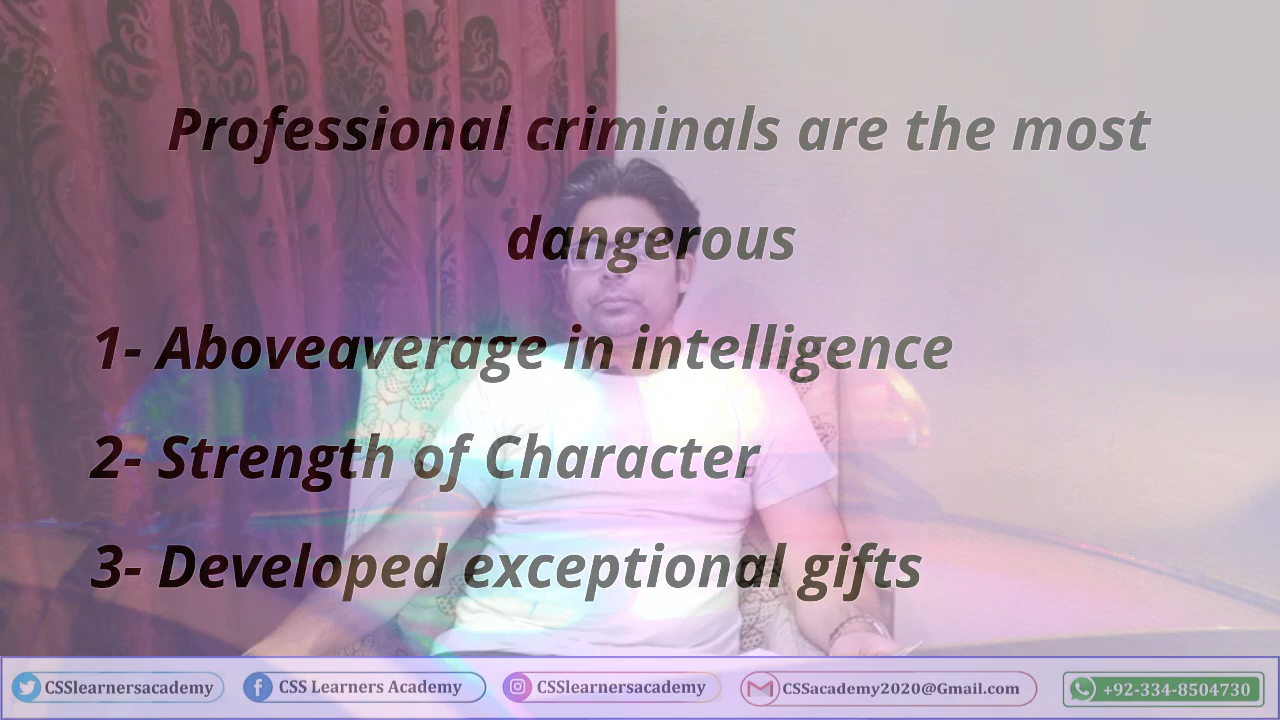 Professional criminals are the most
dangerous
1- Aboveaverage in intelligence
2- Strength of Character
3- Developed exceptional gifts
CSSlearnersacademy CSS Learners Academy CSSlearnersacademy CSSacademy2020@Gmail.com +92-334-8504730